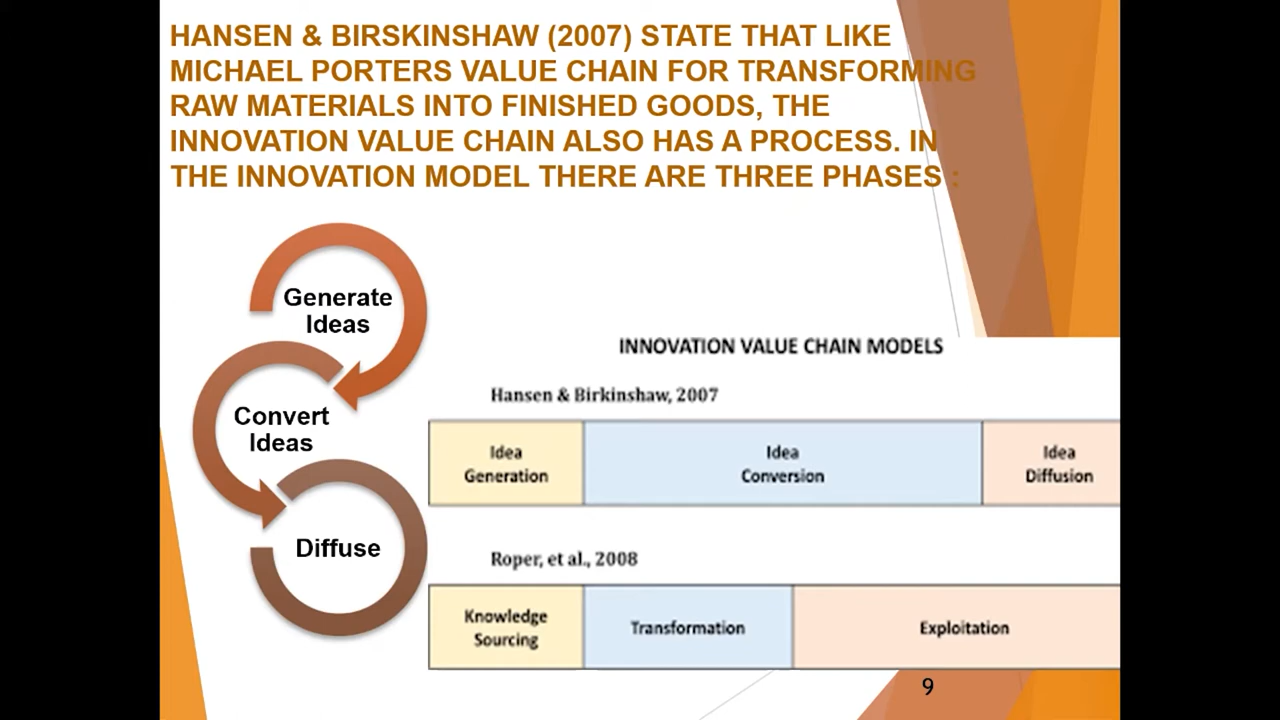 HANSEN & BIRSKINSHAW (2007) STATE THAT LIKE
MICHAEL PORTERS VALUE CHAIN FOR TRANSFORMING
RAW MATERIALS INTO FINISHED GOODS, THE
INNOVATION VALUE CHAIN ALSO HAS A PROCESS. IN
THE INNOVATION MODEL THERE ARE THREE PHASES :
Generate
Ideas
Convert
Ideas
Diffuse
INNOVATION VALUE CHAIN MODELS
Hansen & Birkinshaw, 2007
Idea
Generation
Idea
Conversion
Idea
Diffusion
Roper, et al., 2008
Knowledge
Sourcing
Transformation
Exploitation
9